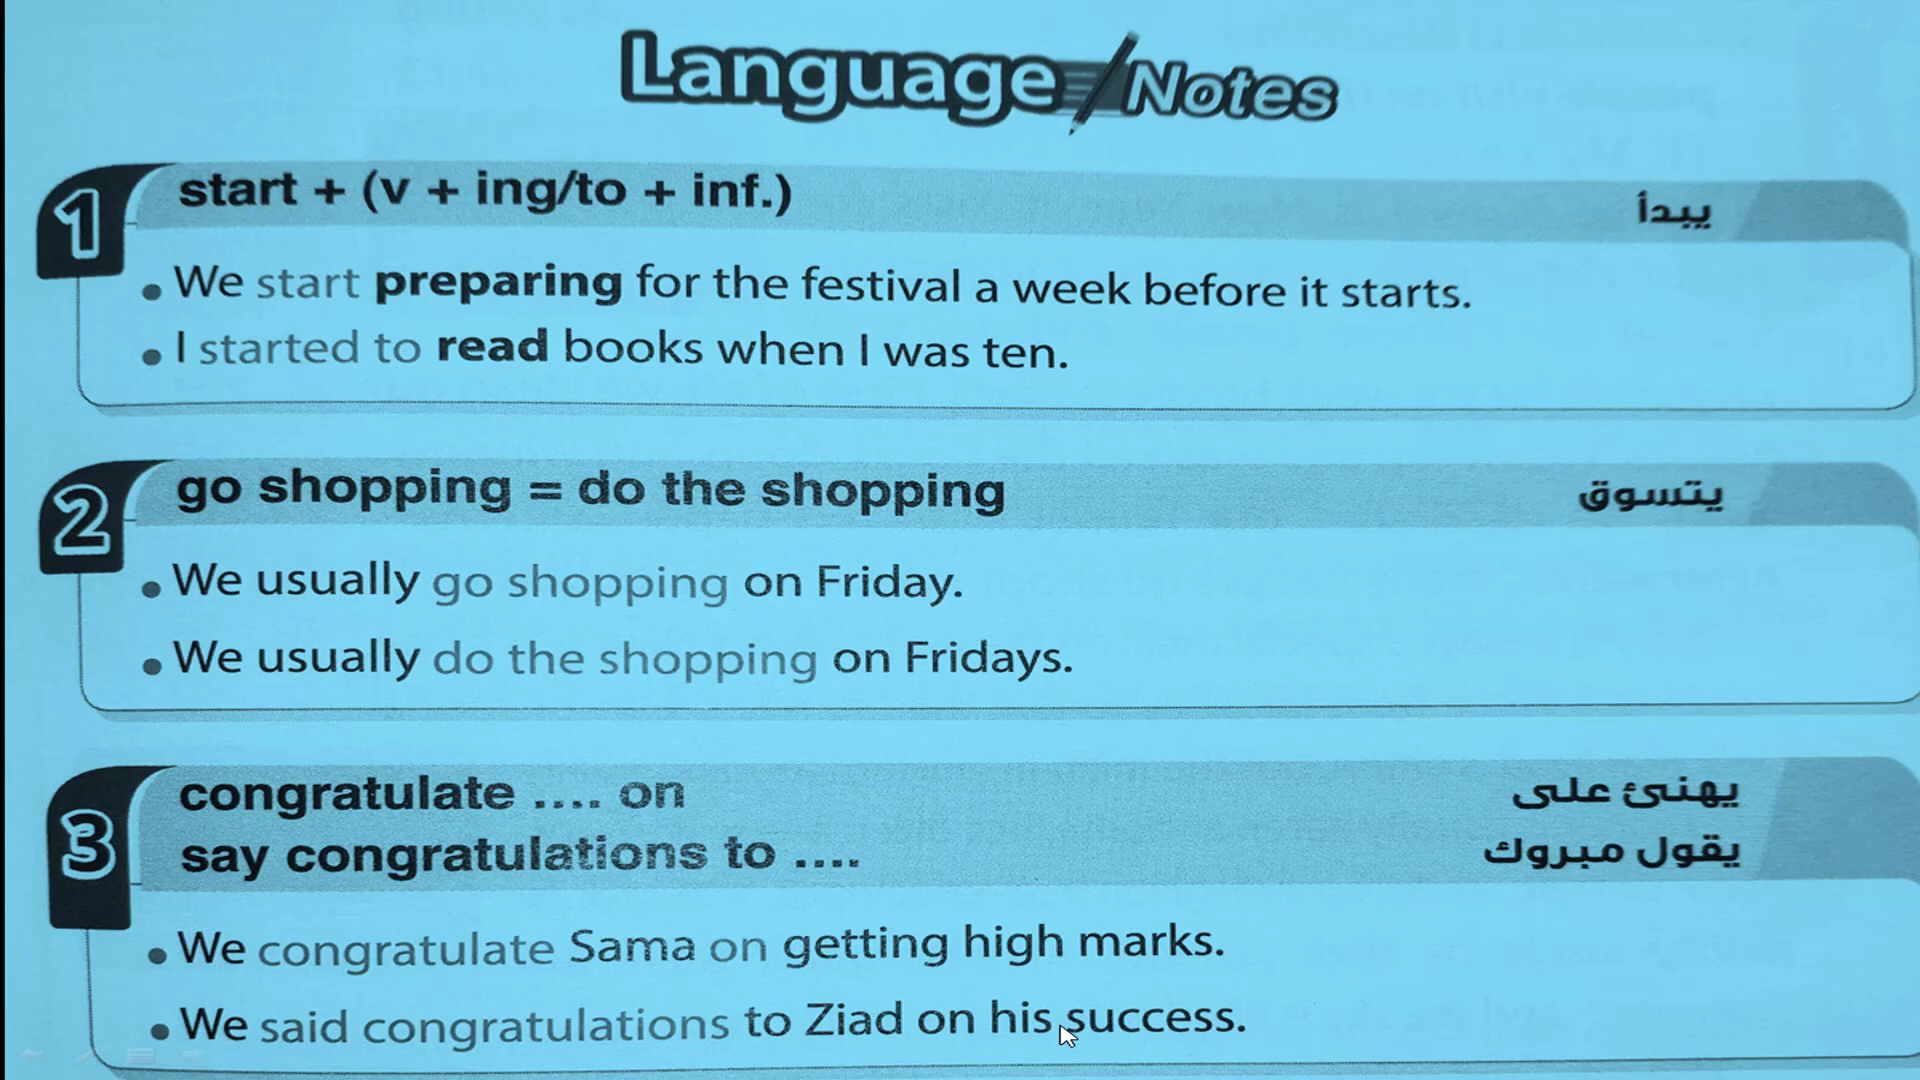 Language Notes
1 start + (v + ing/to + inf.) يبدأ
• We start preparing for the festival a week before it starts.
• I started to read books when I was ten.
2 go shopping = do the shopping يتسوق
• We usually go shopping on Friday.
• We usually do the shopping on Fridays.
3 congratulate .... on يهنئ على
say congratulations to .... يقول مبروك
• We congratulate Sama on getting high marks.
• We said congratulations to Ziad on his success.